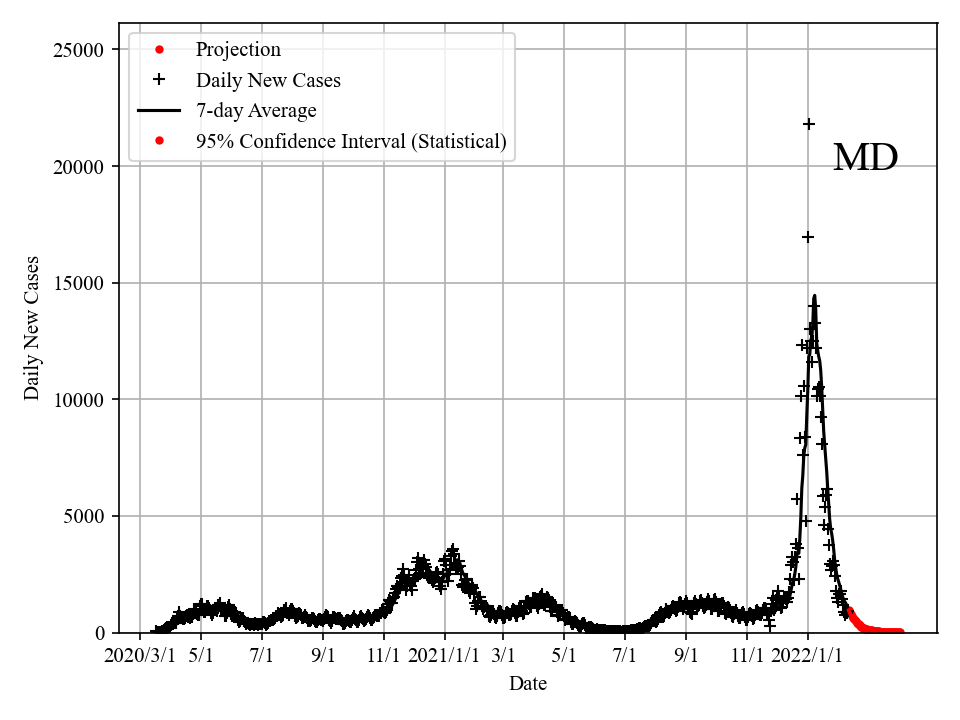 25000
20000
15000
10000
5000
0
Daily New Cases
Projection
Daily New Cases
7-day Average
95% Confidence Interval (Statistical)
MD
2020/3/1 5/1 7/1 9/1 11/1 2021/1/1 3/1 5/1 7/1 9/1 11/1 2022/1/1
Date